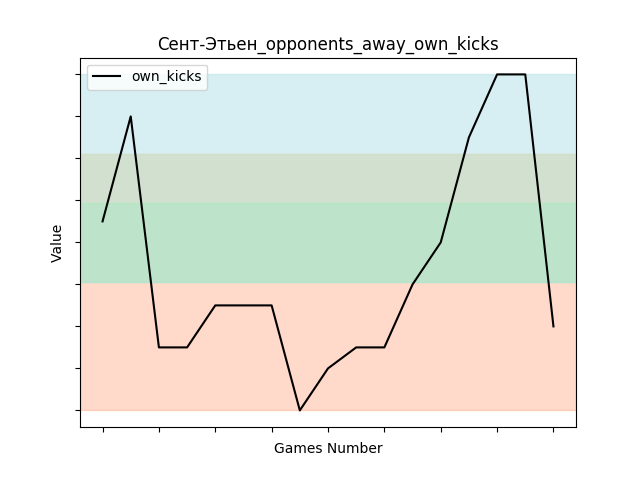 Сент-Этьен_opponents_away_own_kicks
own_kicks
Value
Games Number